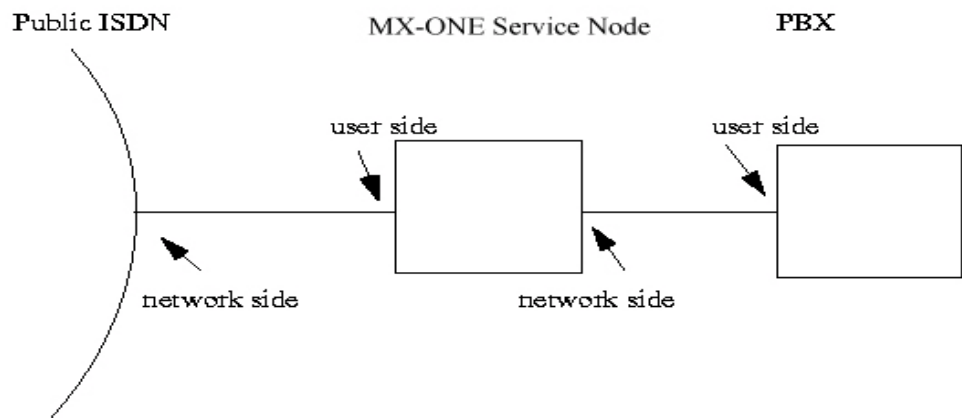 Public ISDN
MX-ONE Service Node
PBX
user side
user side
network side
network side